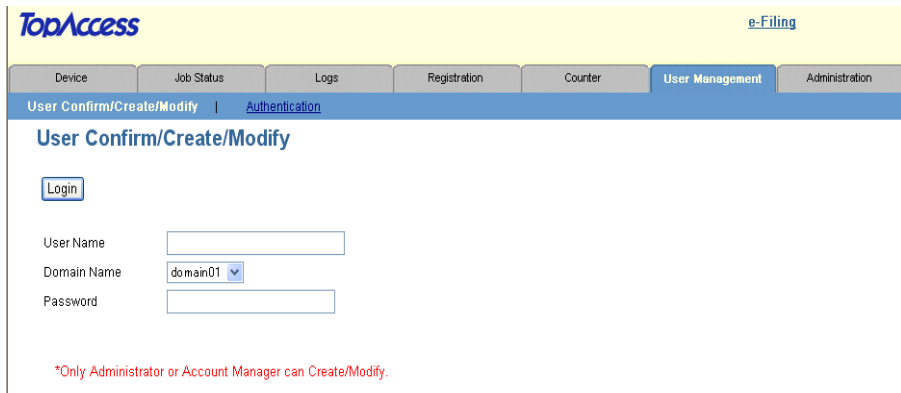 TopAccess
e-Filing
Device Job Status Logs Registration Counter User Management Administration
User Confirm/Create/Modify | Authentication
User Confirm/Create/Modify
Login
User Name
Domain Name domain01
Password
*Only Administrator or Account Manager can Create/Modify.